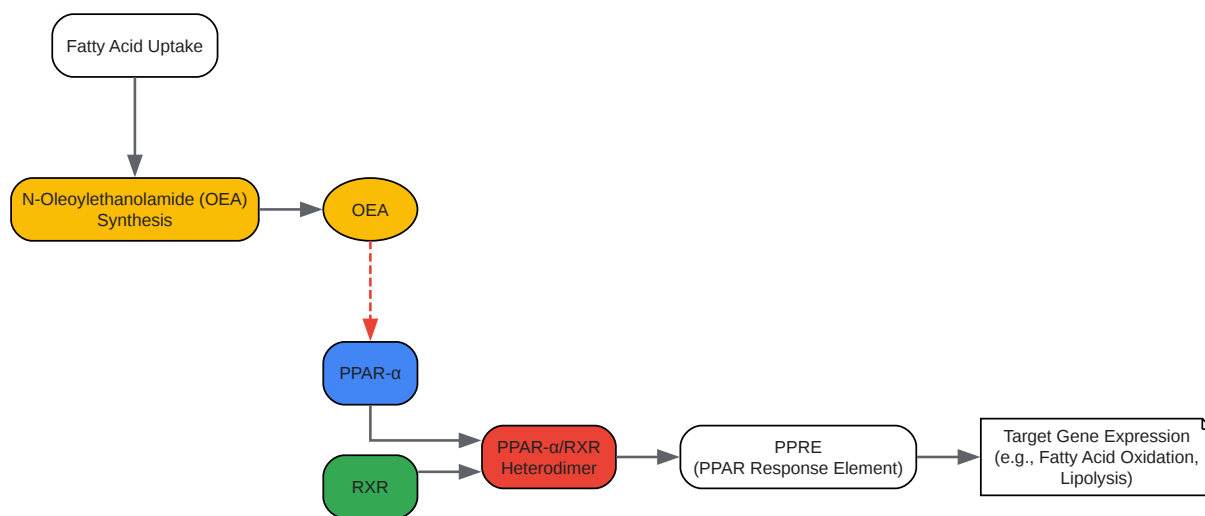 Fatty Acid Uptake
N-Oleoylethanolamide (OEA)
Synthesis
OEA
PPAR-α
RXR
PPAR-α/RXR
Heterodimer
PPRE
(PPAR Response Element)
Target Gene Expression
(e.g., Fatty Acid Oxidation,
Lipolysis)